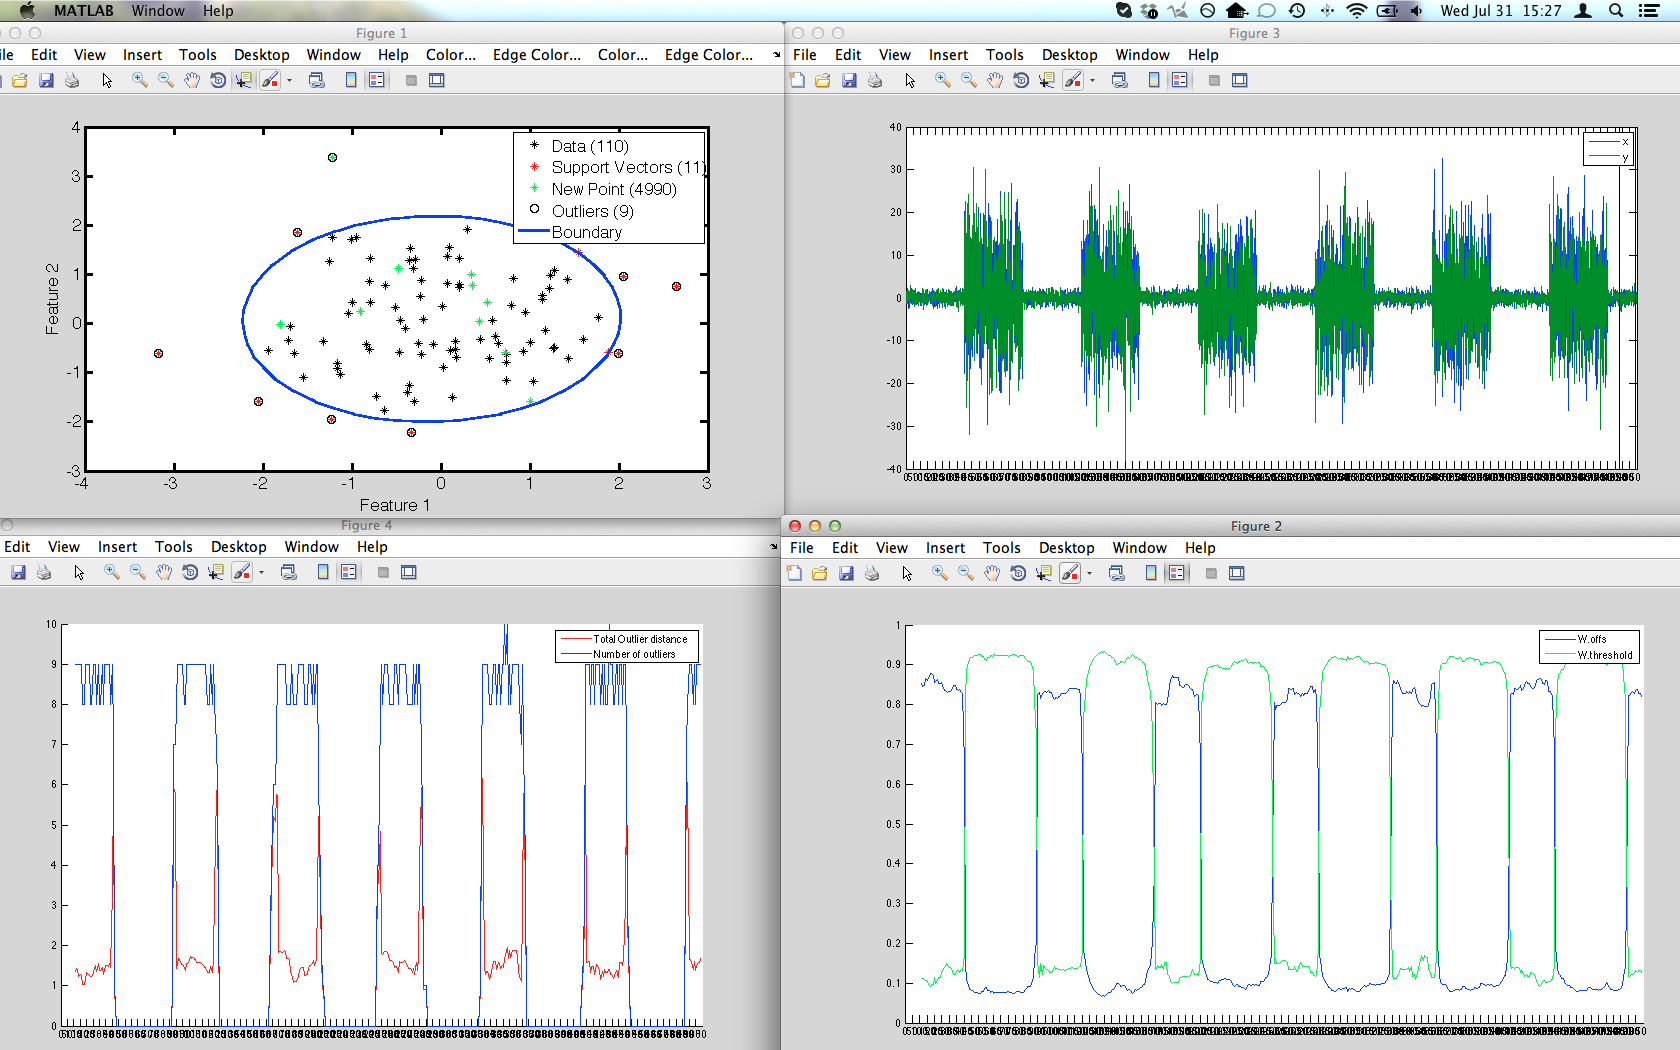 MATLAB Window Help
Wed Jul 31 15:27
Figure 1
Edit View Insert Tools Desktop Window Help Color... Edge Color... Color... Edge Color...
4
3
2
1
0
-1
-2
-3
Feature 2
-4 -3 -2 -1 0 1 2 3
Feature 1
Data (110)
Support Vectors (11)
New Point (4990)
Outliers (9)
Boundary
Figure 3
File Edit View Insert Tools Desktop Window Help
40
30
20
10
0
-10
-20
-30
-40
x
y
Figure 4
Edit View Insert Tools Desktop Window Help
10
9
8
7
6
5
4
3
2
1
0
Total Outlier distance
Number of outliers
Figure 2
File Edit View Insert Tools Desktop Window Help
1
0.9
0.8
0.7
0.6
0.5
0.4
0.3
0.2
0.1
0
W.offs
W.threshold